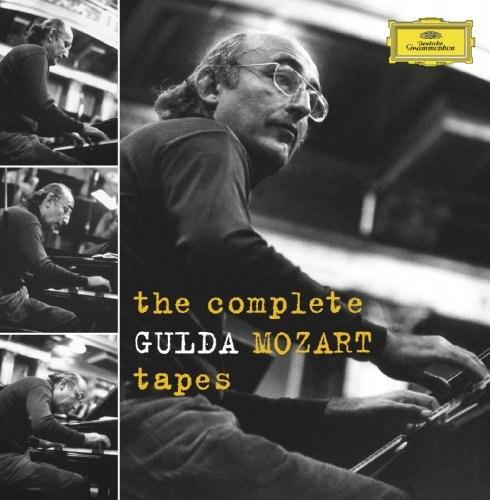 Deutsche
Grammophon
the complete
GULDA MOZART
tapes